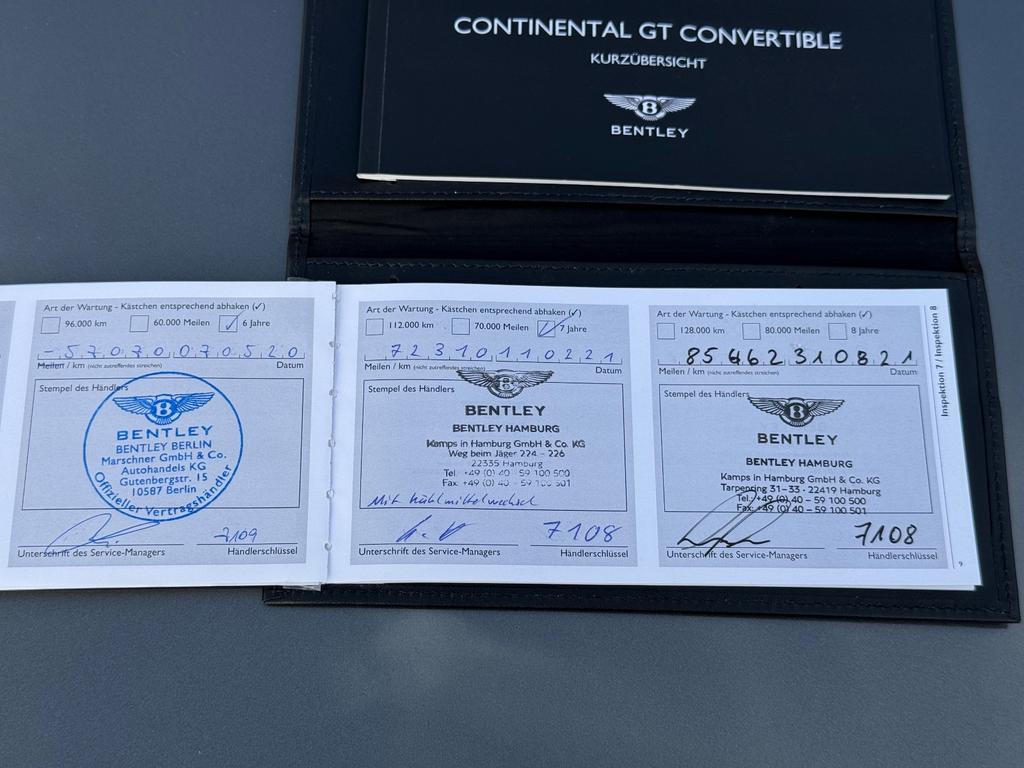 CONTINENTAL GT CONVERTIBLE
KURZÜBERSICHT
B
BENTLEY
Art der Wartung - Kästchen entsprechend abhaken (✓)
96.000 km 60.000 Meilen ✓ 6 Jahre
-57070070520
Meilen / km (nicht zutreffendes streichen) Datum
Stempel des Händlers
B
BENTLEY
BENTLEY BERLIN
Marschner GmbH & Co.
Autohandels KG
Gutenbergstr. 15
10587 Berlin
Offizieller Vertragshändler
7109
Unterschrift des Service-Managers Händlerschlüssel
Art der Wartung - Kästchen entsprechend abhaken (✓)
112.000 km 70.000 Meilen ✓ 7 Jahre
72310110221
Meilen / km (nicht zutreffendes streichen) Datum
Stempel des Händlers
B
BENTLEY
BENTLEY HAMBURG
Kamps in Hamburg GmbH & Co. KG
Weg beim Jäger 224 - 226
22335 Hamburg
Tel. +49 (0) 40 - 59 100 500
Fax: +49 (0) 40 - 59 100 501
Mit Kühlmittelwechsel
7108
Unterschrift des Service-Managers Händlerschlüssel
Art der Wartung - Kästchen entsprechend abhaken (✓)
128.000 km 80.000 Meilen 8 Jahre
85662310821
Meilen / km (nicht zutreffendes streichen) Datum
Stempel des Händlers
B
BENTLEY
BENTLEY HAMBURG
Kamps in Hamburg GmbH & Co. KG
Tarpenring 31-33 - 22419 Hamburg
Tel.: +49 (0) 40 - 59 100 500
Fax: +49 (0) 40 - 59 100 501
7108
Unterschrift des Service-Managers Händlerschlüssel
Inspektion 7 / Inspektion 8
9